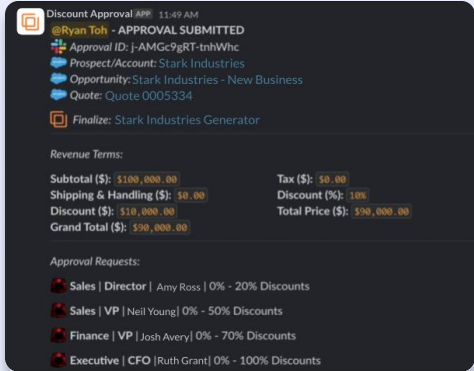 Discount Approval APP 11:49 AM
@Ryan Toh - APPROVAL SUBMITTED
Approval ID: j-AMGc9gRT-tnhWhc
Prospect/Account: Stark Industries
Opportunity: Stark Industries - New Business
Quote: Quote 0005334
Finalize: Stark Industries Generator
Revenue Terms:
Subtotal ($): $100,000.00 Tax ($): $0.00
Shipping & Handling ($): $0.00 Discount (%): 10%
Discount ($): $10,000.00 Total Price ($): $90,000.00
Grand Total ($): $90,000.00
Approval Requests:
Sales | Director | Amy Ross | 0% - 20% Discounts
Sales | VP | Neil Young | 0% - 50% Discounts
Finance | VP | Josh Avery | 0% - 70% Discounts
Executive | CFO | Ruth Grant | 0% - 100% Discounts